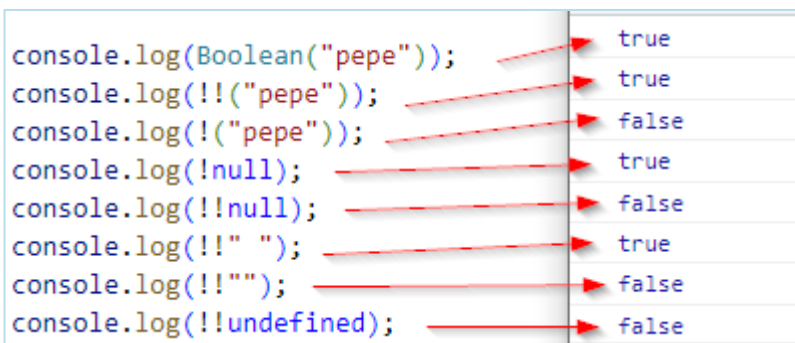 console.log(Boolean("pepe")); true
console.log(!!("pepe")); true
console.log(!("pepe")); false
console.log(!null); true
console.log(!!null); false
console.log(!!" "); true
console.log(!!""); false
console.log(!!undefined); false